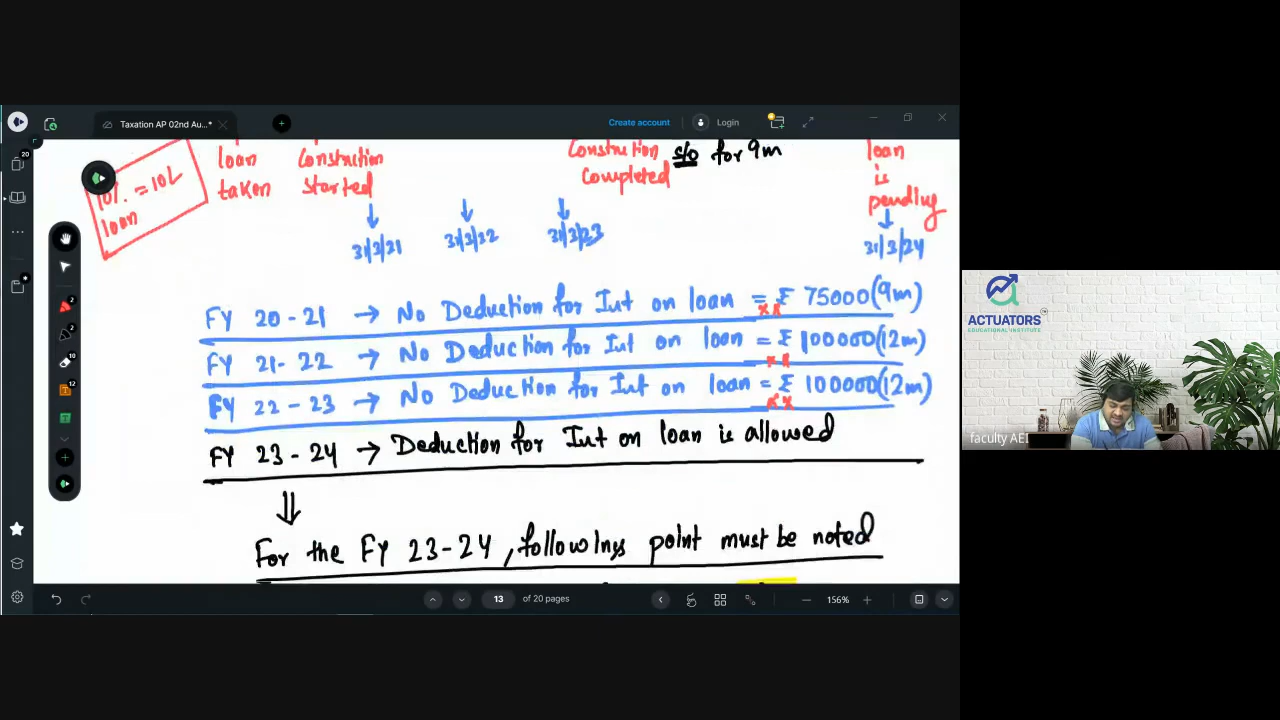 Taxation AP 02nd Au...*
Create account
Login
10% = 10L
loan
loan
taken
Constuction
started
Constuction
Completed
s/o for 9m
loan
is
pending
31/3/21
31/3/22
31/3/23
31/3/24
FY 20-21 → No Deduction for Int on loan = ₹ 75000(9m)
FY 21-22 → No Deduction for Int on loan = ₹ 100000(12m)
FY 22-23 → No Deduction for Int on loan = ₹ 100000(12m)
FY 23-24 → Deduction for Int on loan is allowed
For the FY 23-24, followings point must be noted
13 of 20 pages
156%
ACTUATORS
EDUCATIONAL INSTITUTE
faculty AEI